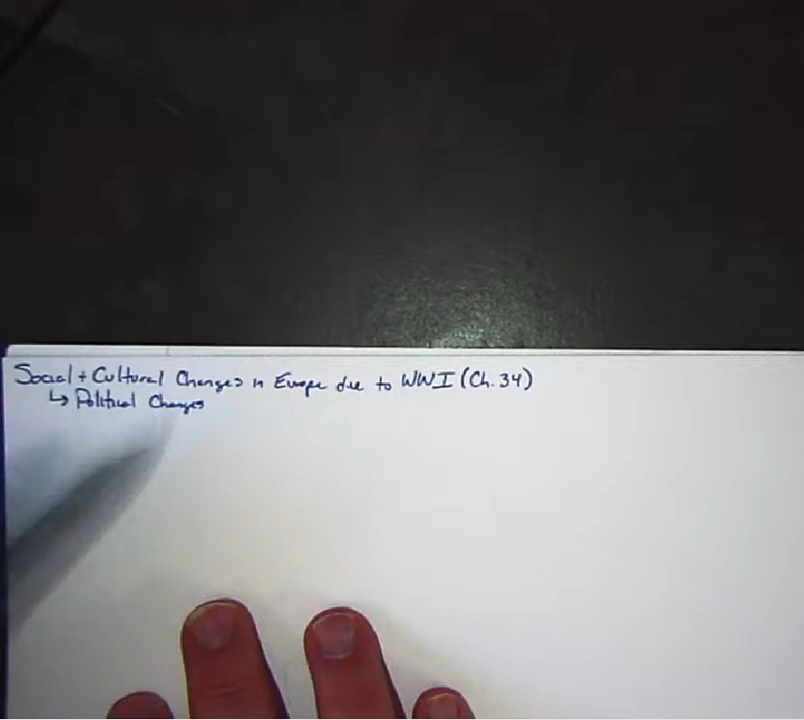 Social + Cultural Changes in Europe due to WWI (Ch. 34)
↳ Political Changes